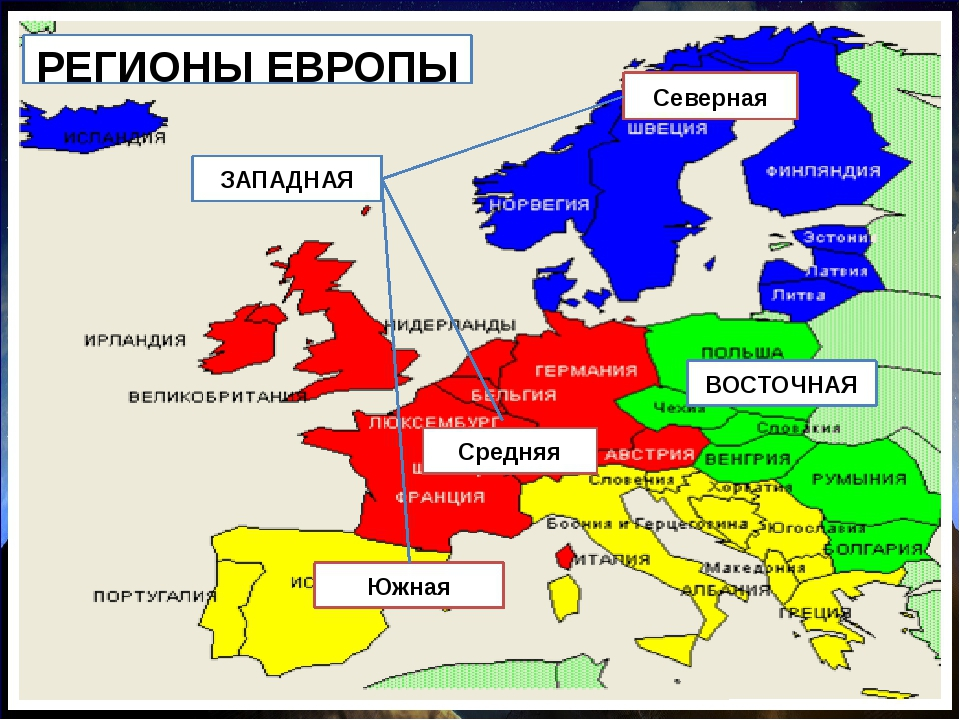 РЕГИОНЫ ЕВРОПЫ
Северная
ИСЛАНДИЯ
ШВЕЦИЯ
ЗАПАДНАЯ
ФИНЛЯНДИЯ
НОРВЕГИЯ
Эстони
Латвия
Литва
НИДЕРЛАНДЫ
ИРЛАНДИЯ
ПОЛЬША
ГЕРМАНИЯ
ВОСТОЧНАЯ
ВЕЛИКОБРИТАНИЯ
БЕЛЬГИЯ
Чехия
ЛЮКСЕМБУРГ
Словакия
Средняя
АВСТРИЯ
ВЕНГРИЯ
Словения
РУМЫНИЯ
Хорватия
ФРАНЦИЯ
Босния и Герцеговина
Югославия
БОЛГАРИЯ
ИТАЛИЯ
Македония
АЛБАНИЯ
Южная
ПОРТУГАЛИЯ
ГРЕЦИЯ